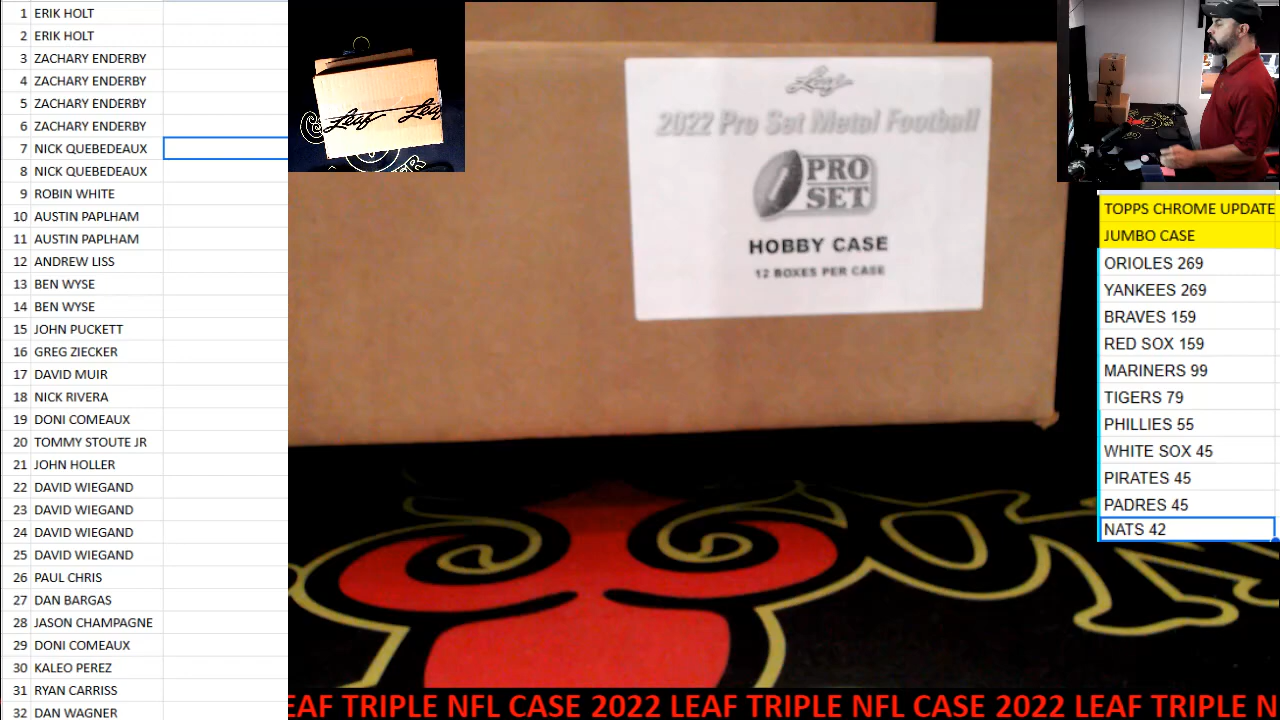 1 ERIK HOLT
2 ERIK HOLT
3 ZACHARY ENDERBY
4 ZACHARY ENDERBY
5 ZACHARY ENDERBY
6 ZACHARY ENDERBY
7 NICK QUEBEDEAUX
8 NICK QUEBEDEAUX
9 ROBIN WHITE
10 AUSTIN PAPLHAM
11 AUSTIN PAPLHAM
12 ANDREW LISS
13 BEN WYSE
14 BEN WYSE
15 JOHN PUCKETT
16 GREG ZIECKER
17 DAVID MUIR
18 NICK RIVERA
19 DONI COMEAUX
20 TOMMY STOUTE JR
21 JOHN HOLLER
22 DAVID WIEGAND
23 DAVID WIEGAND
24 DAVID WIEGAND
25 DAVID WIEGAND
26 PAUL CHRIS
27 DAN BARGAS
28 JASON CHAMPAGNE
29 DONI COMEAUX
30 KALEO PEREZ
31 RYAN CARRISS
32 DAN WAGNER
Leaf Leaf
Leaf
2022 Pro Set Metal Football
PRO
SET
HOBBY CASE
12 BOXES PER CASE
TOPPS CHROME UPDATE
JUMBO CASE
ORIOLES 269
YANKEES 269
BRAVES 159
RED SOX 159
MARINERS 99
TIGERS 79
PHILLIES 55
WHITE SOX 45
PIRATES 45
PADRES 45
NATS 42
EAF TRIPLE NFL CASE 2022 LEAF TRIPLE NFL CASE 2022 LEAF TRIPLE N